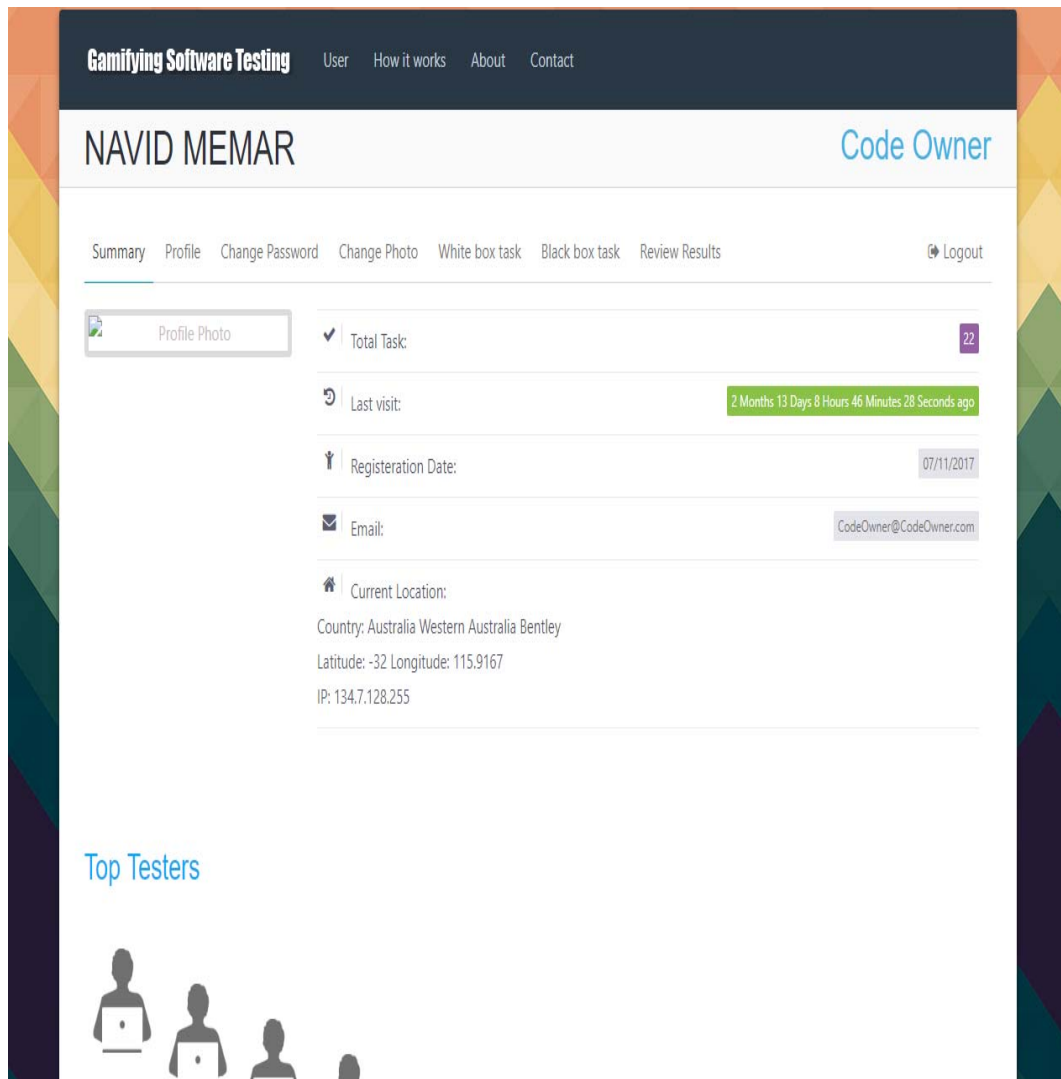 Gamifying Software Testing User How it works About Contact
NAVID MEMAR Code Owner
Summary Profile Change Password Change Photo White box task Black box task Review Results Logout
Profile Photo
Total Task: 22
Last visit: 2 Months 13 Days 8 Hours 46 Minutes 28 Seconds ago
Registeration Date: 07/11/2017
Email: CodeOwner@CodeOwner.com
Current Location:
Country: Australia Western Australia Bentley
Latitude: -32 Longitude: 115.9167
IP: 134.7.128.255
Top Testers